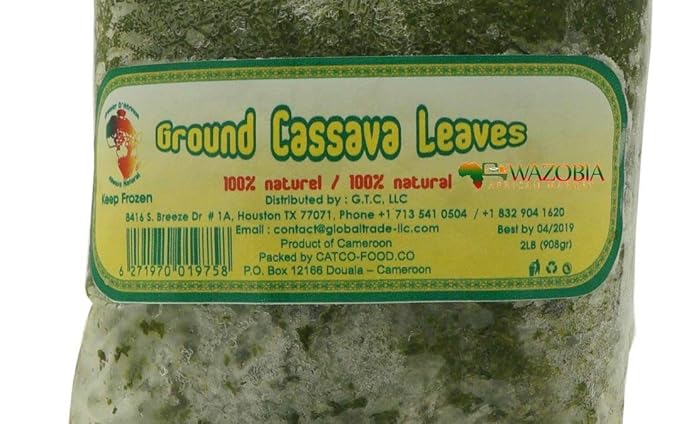 Ground Cassava Leaves
100% naturel / 100% natural
WAZOBIA
AFRICAN MARKET
Keep Frozen
Distributed by : G.T.C, LLC
8416 S. Breeze Dr # 1A, Houston TX 77071, Phone +1 713 541 0504 / +1 832 904 1620
Email : contact@globaltrade-llc.com
Best by 04/2019
Product of Cameroon
2LB (908gr)
Packed by CATCO-FOOD.CO
6 271970 019758
P.O. Box 12166 Douala – Cameroon